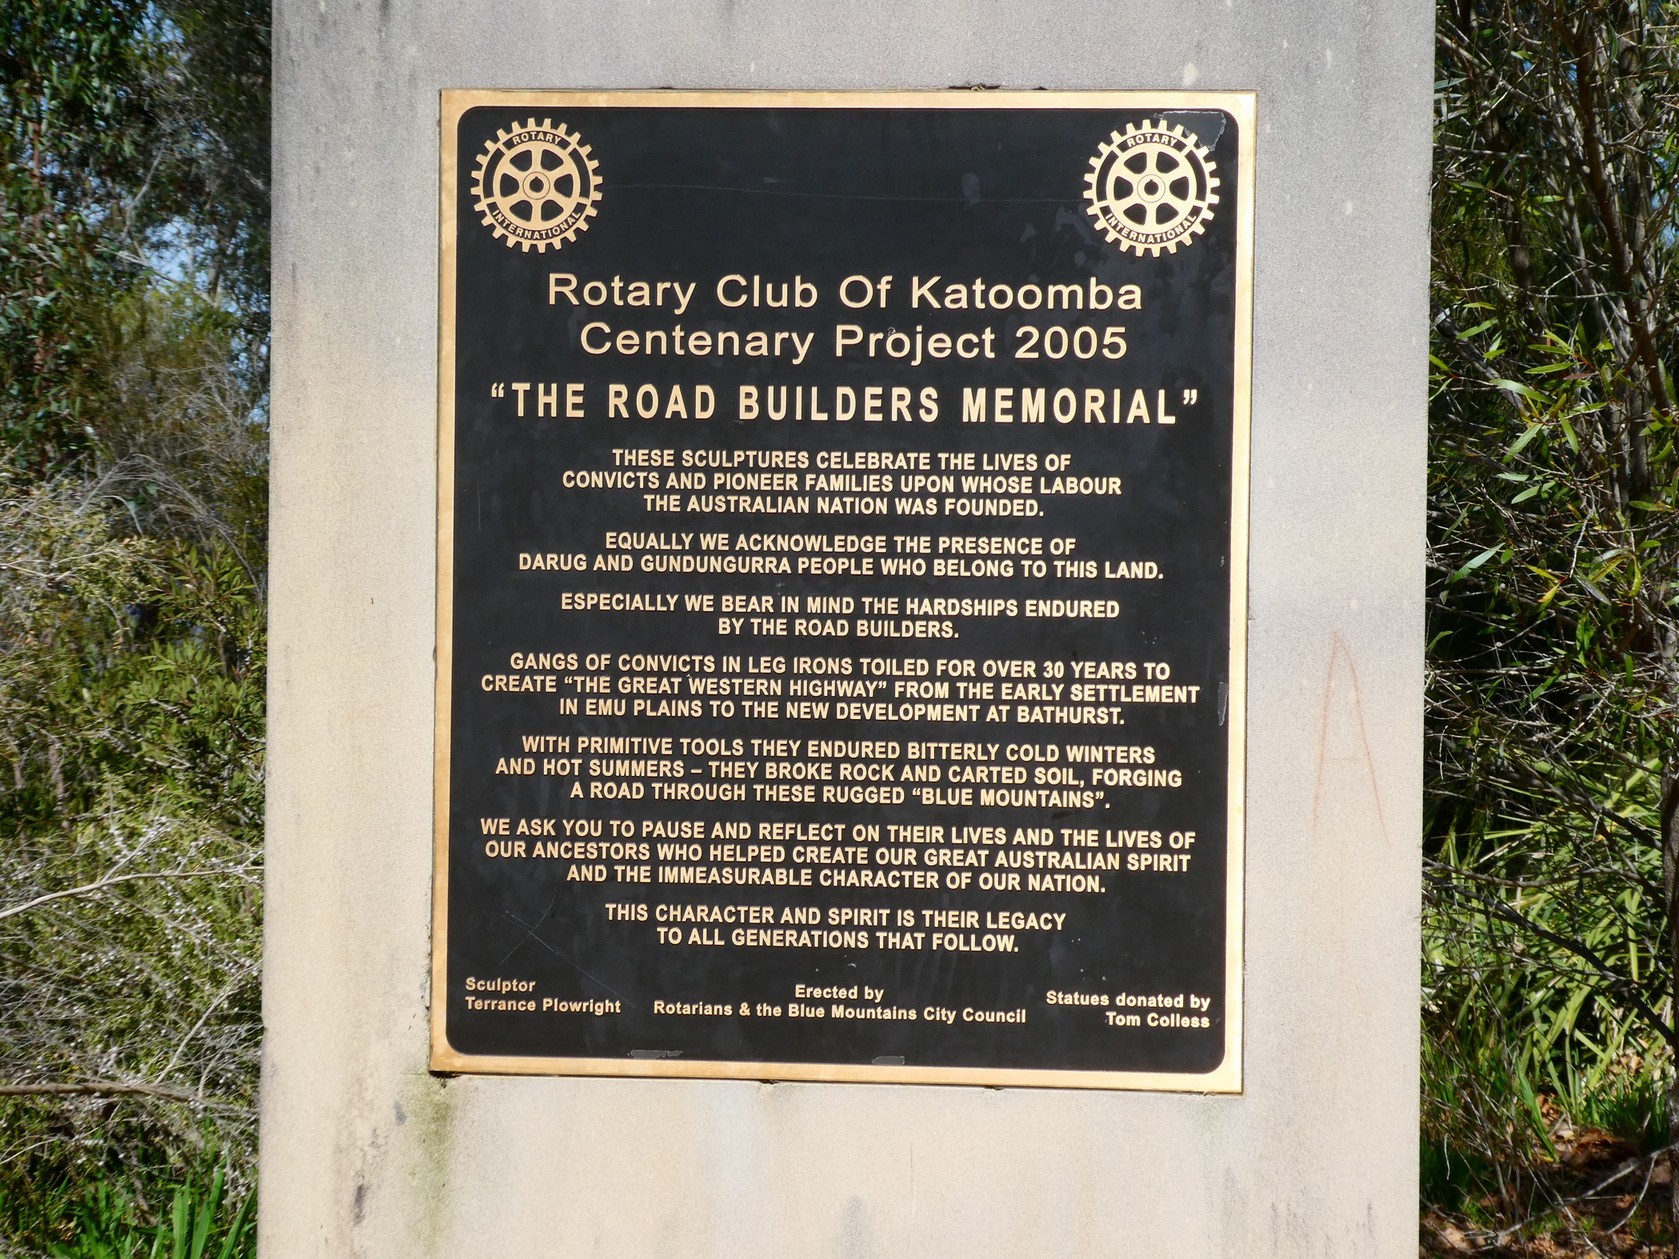 ROTARY
INTERNATIONAL
ROTARY
INTERNATIONAL
Rotary Club Of Katoomba
Centenary Project 2005
“THE ROAD BUILDERS MEMORIAL”
THESE SCULPTURES CELEBRATE THE LIVES OF
CONVICTS AND PIONEER FAMILIES UPON WHOSE LABOUR
THE AUSTRALIAN NATION WAS FOUNDED.
EQUALLY WE ACKNOWLEDGE THE PRESENCE OF
DARUG AND GUNDUNGURRA PEOPLE WHO BELONG TO THIS LAND.
ESPECIALLY WE BEAR IN MIND THE HARDSHIPS ENDURED
BY THE ROAD BUILDERS.
GANGS OF CONVICTS IN LEG IRONS TOILED FOR OVER 30 YEARS TO
CREATE “THE GREAT WESTERN HIGHWAY” FROM THE EARLY SETTLEMENT
IN EMU PLAINS TO THE NEW DEVELOPMENT AT BATHURST.
WITH PRIMITIVE TOOLS THEY ENDURED BITTERLY COLD WINTERS
AND HOT SUMMERS – THEY BROKE ROCK AND CARTED SOIL, FORGING
A ROAD THROUGH THESE RUGGED “BLUE MOUNTAINS”.
WE ASK YOU TO PAUSE AND REFLECT ON THEIR LIVES AND THE LIVES OF
OUR ANCESTORS WHO HELPED CREATE OUR GREAT AUSTRALIAN SPIRIT
AND THE IMMEASURABLE CHARACTER OF OUR NATION.
THIS CHARACTER AND SPIRIT IS THEIR LEGACY
TO ALL GENERATIONS THAT FOLLOW.
Sculptor
Terrance Plowright
Erected by
Rotarians & the Blue Mountains City Council
Statues donated by
Tom Colless
A